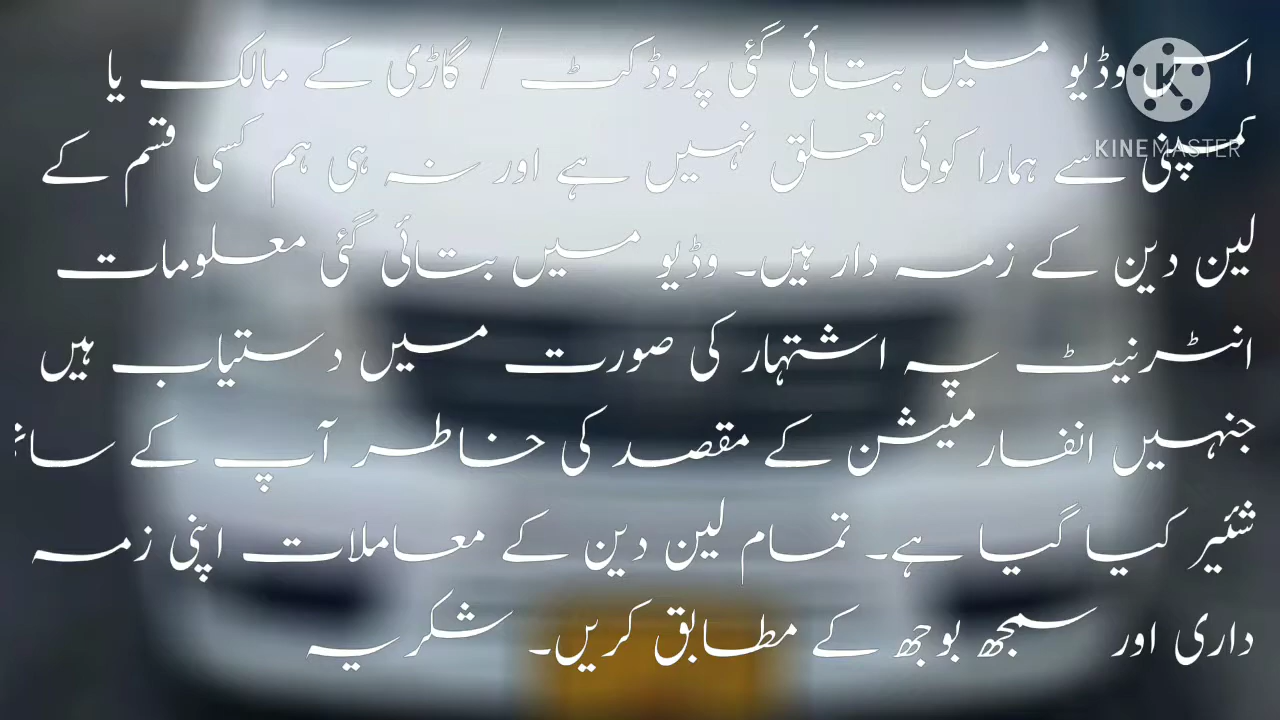 اس وڈیو میں بتائی گئی پروڈکٹ / گاڑی کے مالک یا
کمپنی سے ہمارا کوئی تعلق نہیں ہے اور نہ ہی ہم کسی قسم کے
لین دین کے زمہ دار ہیں۔ وڈیو میں بتائی گئی معلومات
انٹرنیٹ پہ اشتہار کی صورت میں دستیاب ہیں
جنہیں انفارمیشن کے مقصد کی خاطر آپ کے
شئیر کیا گیا ہے۔ تمام لین دین کے معاملات اپنی زمہ
داری اور سمجھ بوجھ کے مطابق کریں۔ شکریہ
K
KINEMASTER